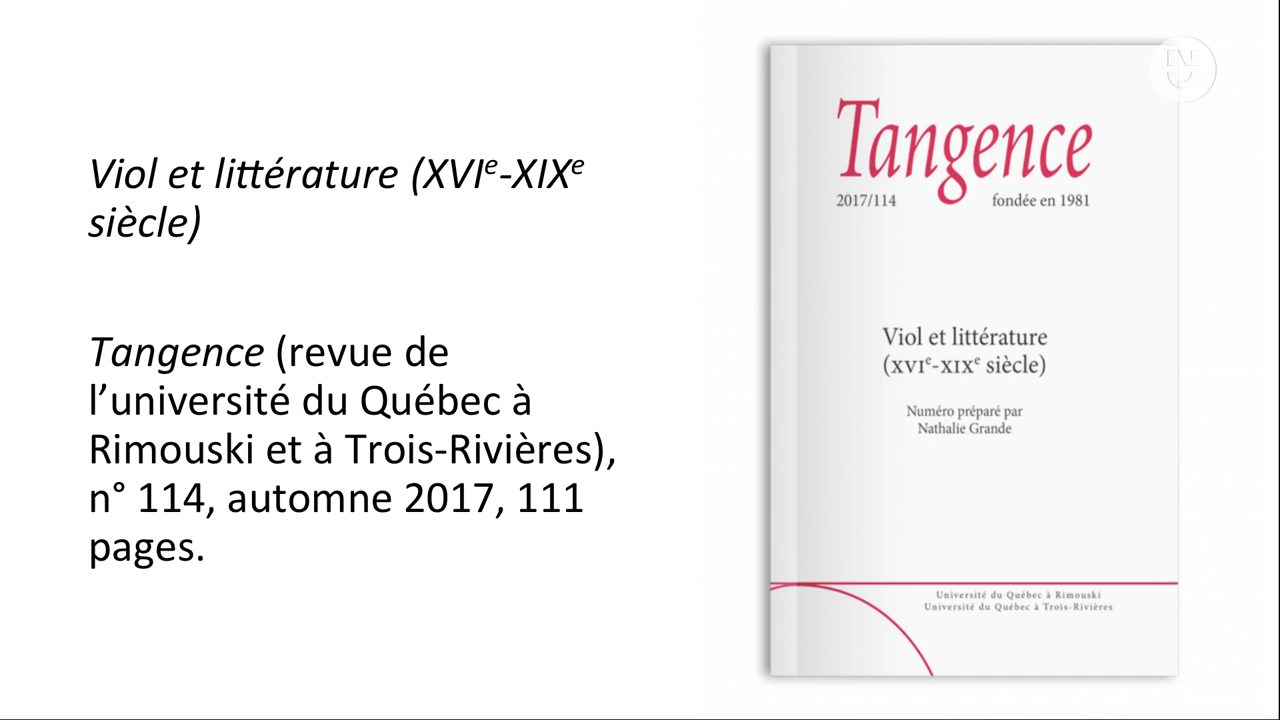 Viol et littérature (XVIᵉ-XIXᵉ
siècle)
Tangence (revue de
l’université du Québec à
Rimouski et à Trois-Rivières),
n° 114, automne 2017, 111
pages.
Tangence
2017/114 fondée en 1981
Viol et littérature
(XVIᵉ-XIXᵉ siècle)
Numéro préparé par
Nathalie Grande
Université du Québec à Rimouski
Université du Québec à Trois-Rivières